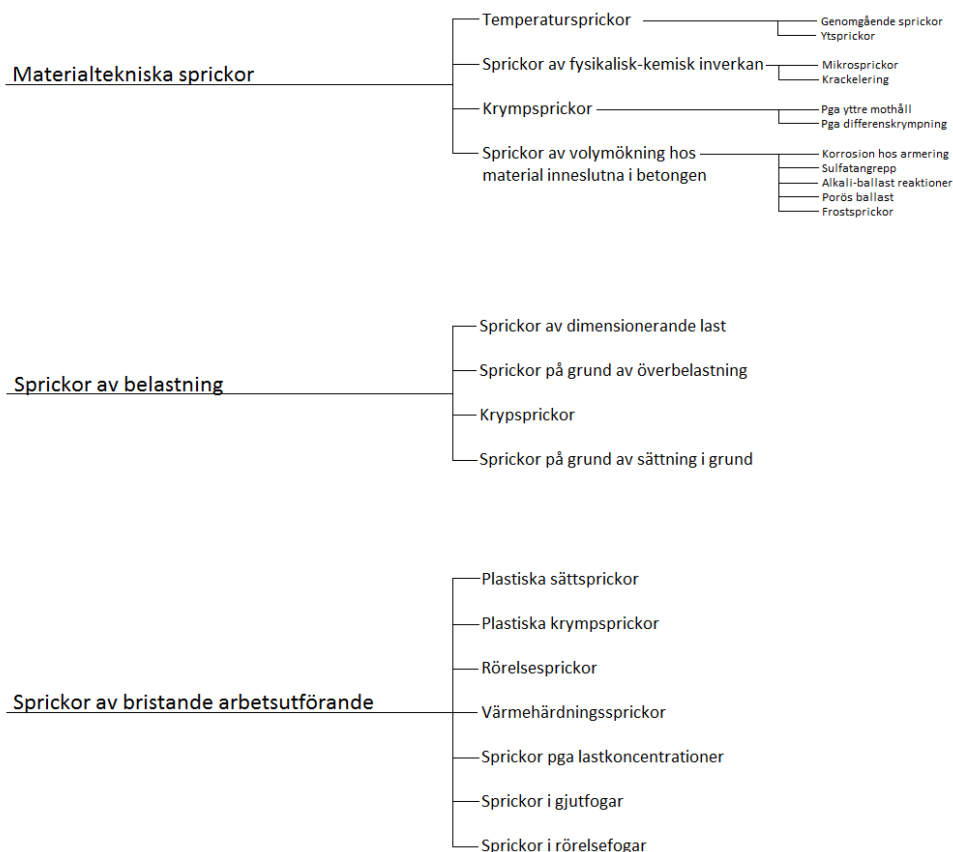 Materialtekniska sprickor
Temperatursprickor
Genomgående sprickor
Ytsprickor
Sprickor av fysikalisk-kemisk inverkan
Mikrosprickor
Krackelering
Krympsprickor
Pga yttre mothåll
Pga differenskrympning
Sprickor av volymökning hos
material inneslutna i betongen
Korrosion hos armering
Sulfatangrepp
Alkali-ballast reaktioner
Porös ballast
Frostsprickor
Sprickor av belastning
Sprickor av dimensionerande last
Sprickor på grund av överbelastning
Krypsprickor
Sprickor på grund av sättning i grund
Sprickor av bristande arbetsutförande
Plastiska sättsprickor
Plastiska krympsprickor
Rörelsesprickor
Värmehärdningssprickor
Sprickor pga lastkoncentrationer
Sprickor i gjutfogar
Sprickor i rörelsefogar